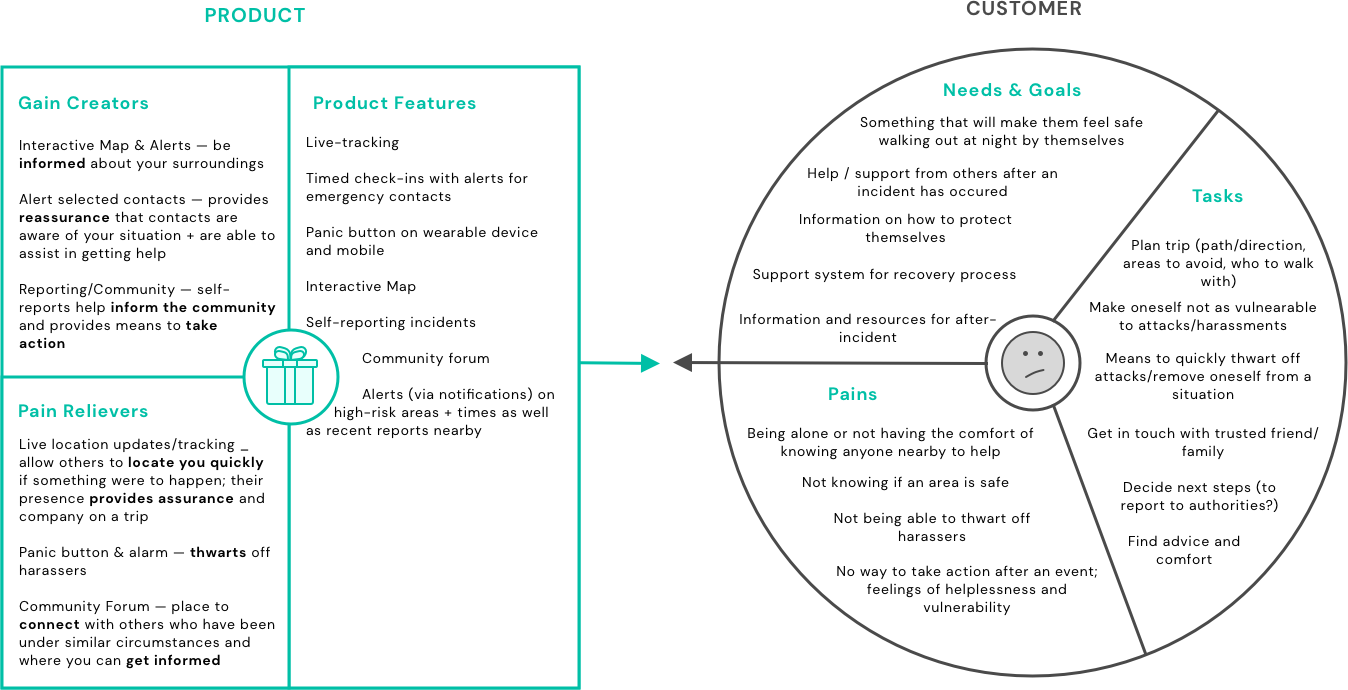 PRODUCT
Gain Creators
Interactive Map & Alerts — be
informed about your surroundings
Alert selected contacts — provides
reassurance that contacts are
aware of your situation + are able to
assist in getting help
Reporting/Community — self-
reports help inform the community
and provides means to take
action
Pain Relievers
Live location updates/tracking _
allow others to locate you quickly
if something were to happen; their
presence provides assurance and
company on a trip
Panic button & alarm — thwarts off
harassers
Community Forum — place to
connect with others who have been
under similar circumstances and
where you can get informed
Product Features
Live-tracking
Timed check-ins with alerts for
emergency contacts
Panic button on wearable device
and mobile
Interactive Map
Self-reporting incidents
Community forum
Alerts (via notifications) on
high-risk areas + times as well
as recent reports nearby
CUSTOMER
Needs & Goals
Something that will make them feel safe
walking out at night by themselves
Help / support from others after an
incident has occured
Information on how to protect
themselves
Support system for recovery process
Information and resources for after-
incident
Pains
Being alone or not having the comfort of
knowing anyone nearby to help
Not knowing if an area is safe
Not being able to thwart off
harassers
No way to take action after an event;
feelings of helplessness and
vulnerability
Tasks
Plan trip (path/direction,
areas to avoid, who to walk
with)
Make oneself not as vulnearable
to attacks/harassments
Means to quickly thwart off
attacks/remove oneself from a
situation
Get in touch with trusted friend/
family
Decide next steps (to
report to authorities?)
Find advice and
comfort